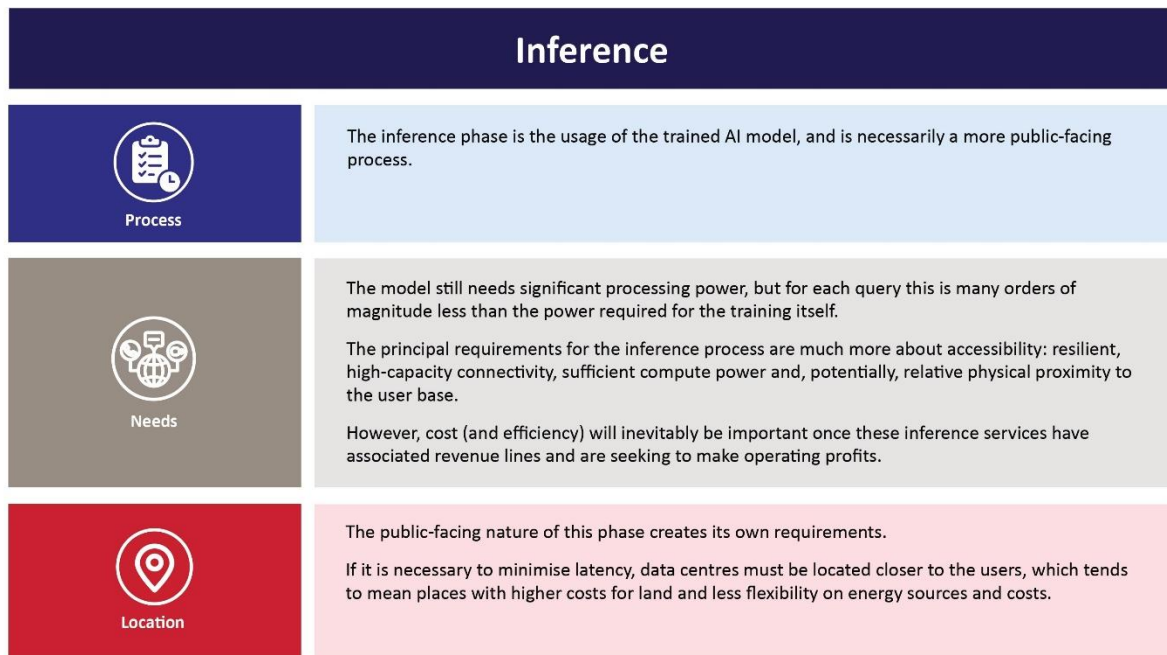 Inference
Process
The inference phase is the usage of the trained AI model, and is necessarily a more public-facing
process.
Needs
The model still needs significant processing power, but for each query this is many orders of
magnitude less than the power required for the training itself.
The principal requirements for the inference process are much more about accessibility: resilient,
high-capacity connectivity, sufficient compute power and, potentially, relative physical proximity to
the user base.
However, cost (and efficiency) will inevitably be important once these inference services have
associated revenue lines and are seeking to make operating profits.
Location
The public-facing nature of this phase creates its own requirements.
If it is necessary to minimise latency, data centres must be located closer to the users, which tends
to mean places with higher costs for land and less flexibility on energy sources and costs.